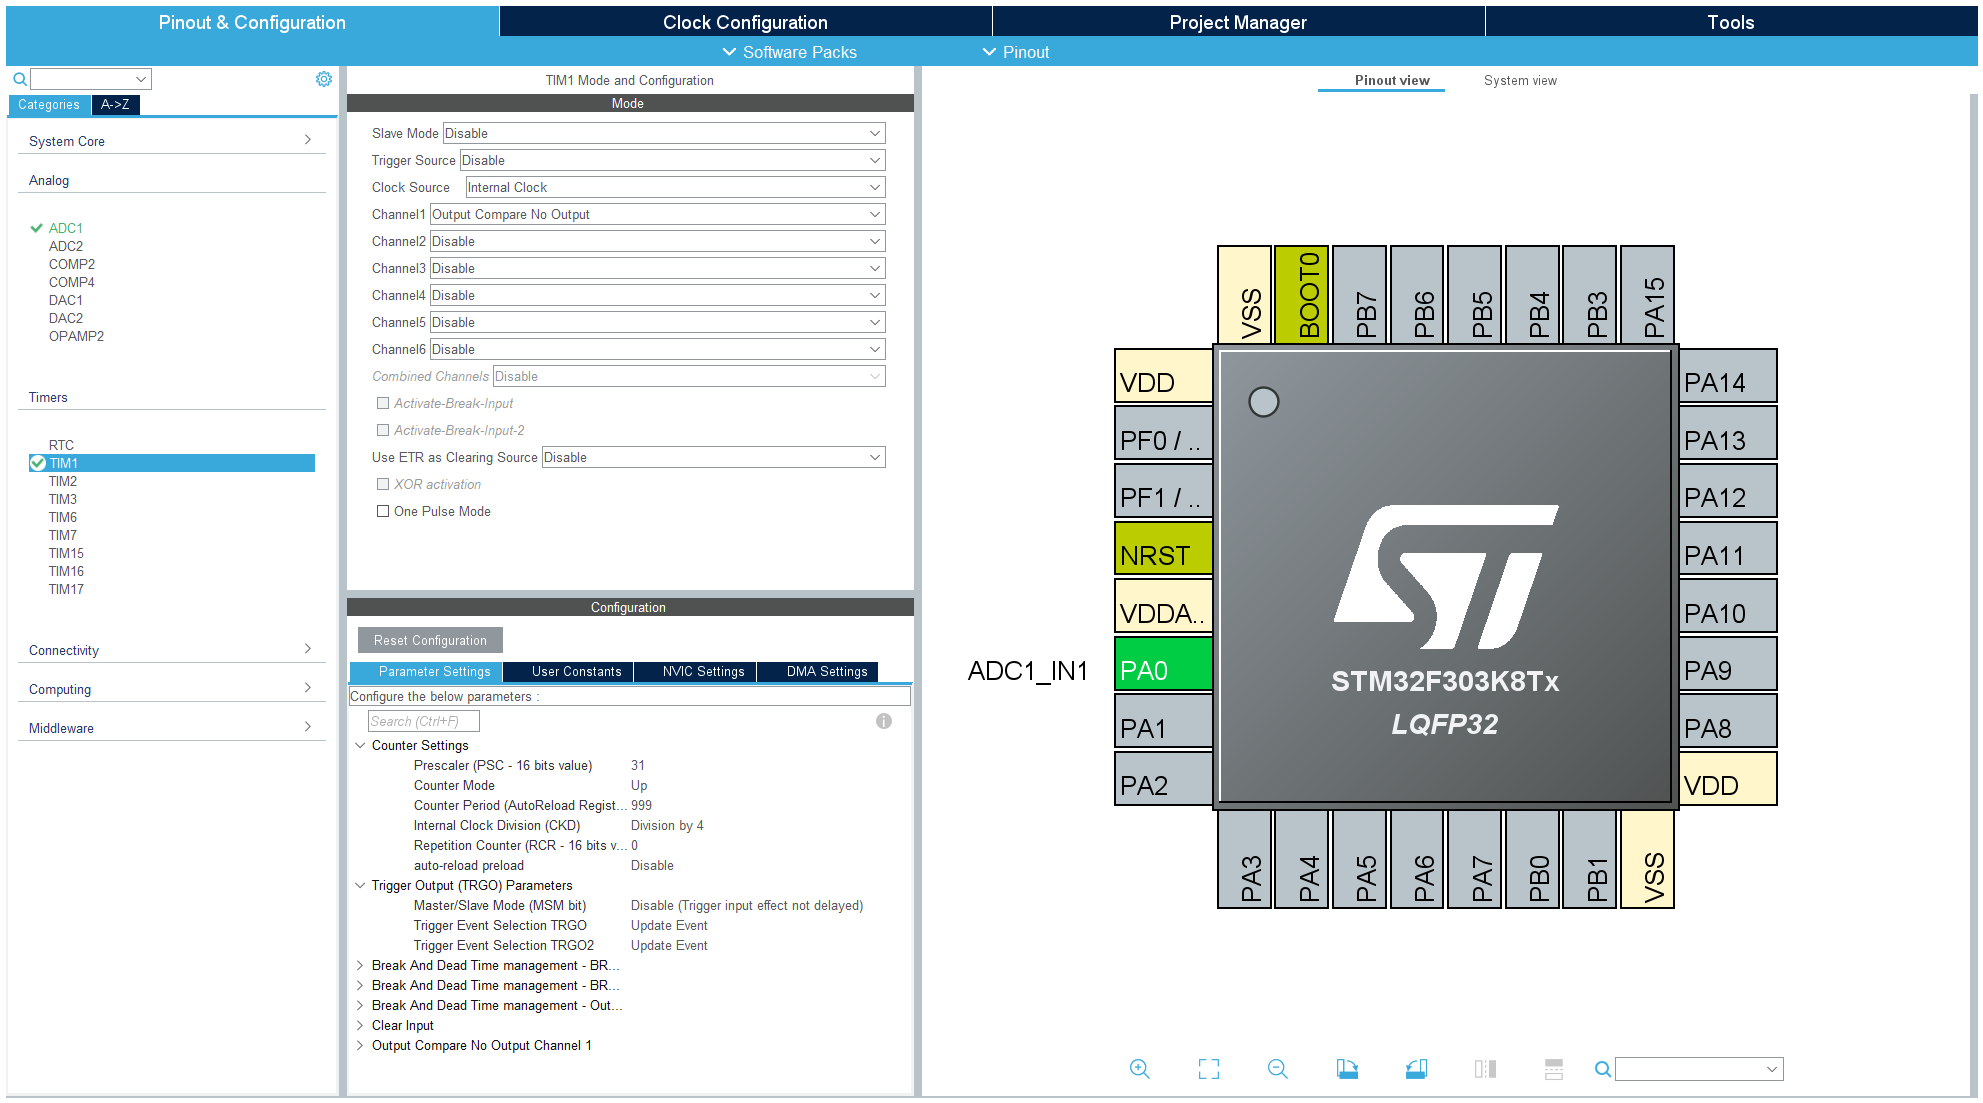 Pinout & Configuration
Clock Configuration
Project Manager
Tools
Software Packs
Pinout
Categories
A->Z
System Core
Analog
ADC1
ADC2
COMP2
COMP4
DAC1
DAC2
OPAMP2
Timers
RTC
TIM1
TIM2
TIM3
TIM6
TIM7
TIM15
TIM16
TIM17
Connectivity
Computing
Middleware
TIM1 Mode and Configuration
Mode
Slave Mode Disable
Trigger Source Disable
Clock Source Internal Clock
Channel1 Output Compare No Output
Channel2 Disable
Channel3 Disable
Channel4 Disable
Channel5 Disable
Channel6 Disable
Combined Channels Disable
Activate-Break-Input
Activate-Break-Input-2
Use ETR as Clearing Source Disable
XOR activation
One Pulse Mode
Configuration
Reset Configuration
Parameter Settings
User Constants
NVIC Settings
DMA Settings
Configure the below parameters :
Search (Ctrl+F)
Counter Settings
Prescaler (PSC - 16 bits value) 31
Counter Mode Up
Counter Period (AutoReload Regist... 999
Internal Clock Division (CKD) Division by 4
Repetition Counter (RCR - 16 bits v... 0
auto-reload preload Disable
Trigger Output (TRGO) Parameters
Master/Slave Mode (MSM bit) Disable (Trigger input effect not delayed)
Trigger Event Selection TRGO Update Event
Trigger Event Selection TRGO2 Update Event
Break And Dead Time management - BR...
Break And Dead Time management - BR...
Break And Dead Time management - Out...
Clear Input
Output Compare No Output Channel 1
Pinout view
System view
VSS
BOOT0
PB7
PB6
PB5
PB4
PB3
PA15
VDD
PF0 / ..
PF1 / ..
NRST
VDDA..
ADC1_IN1
PA0
PA1
PA2
ST
STM32F303K8Tx
LQFP32
PA14
PA13
PA12
PA11
PA10
PA9
PA8
VDD
PA3
PA4
PA5
PA6
PA7
PB0
PB1
VSS